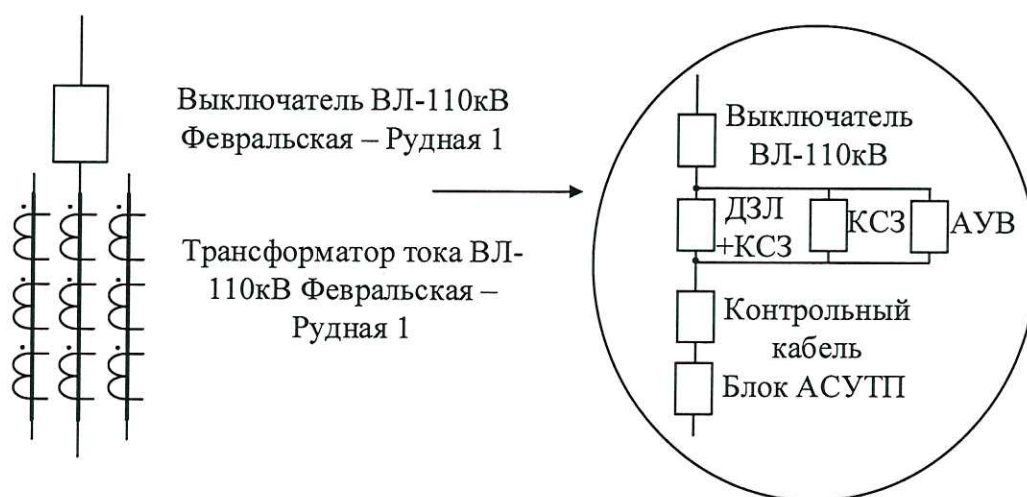 Выключатель ВЛ-110кВ
Февральская – Рудная 1
Трансформатор тока ВЛ-
110кВ Февральская –
Рудная 1
Выключатель
ВЛ-110кВ
ДЗЛ
+КСЗ
КСЗ
АУВ
Контрольный
кабель
Блок АСУТП